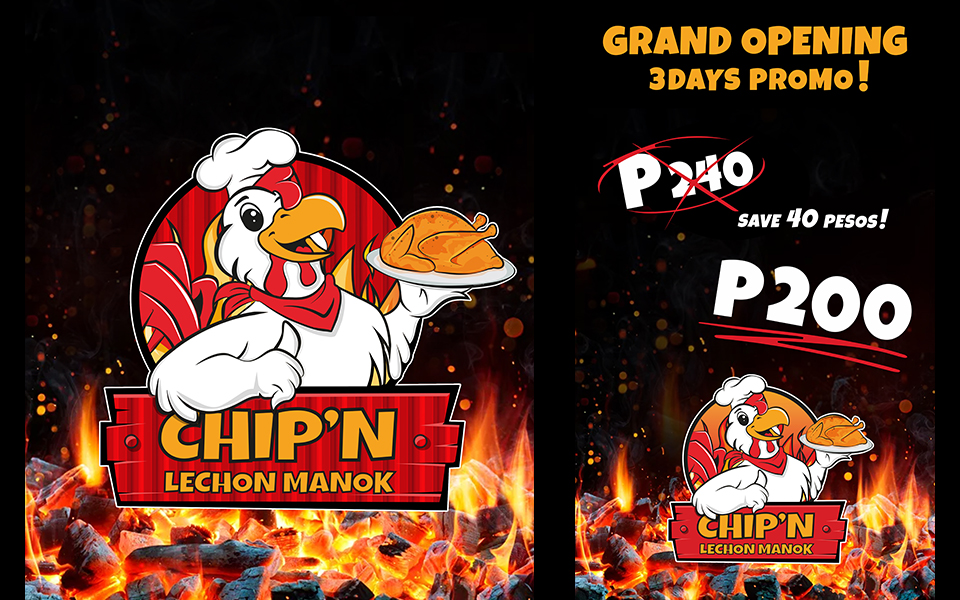 CHIP'N
LECHON MANOK
GRAND OPENING
3DAYS PROMO!
P240
SAVE 40 PESOS!
P200
CHIP'N
LECHON MANOK